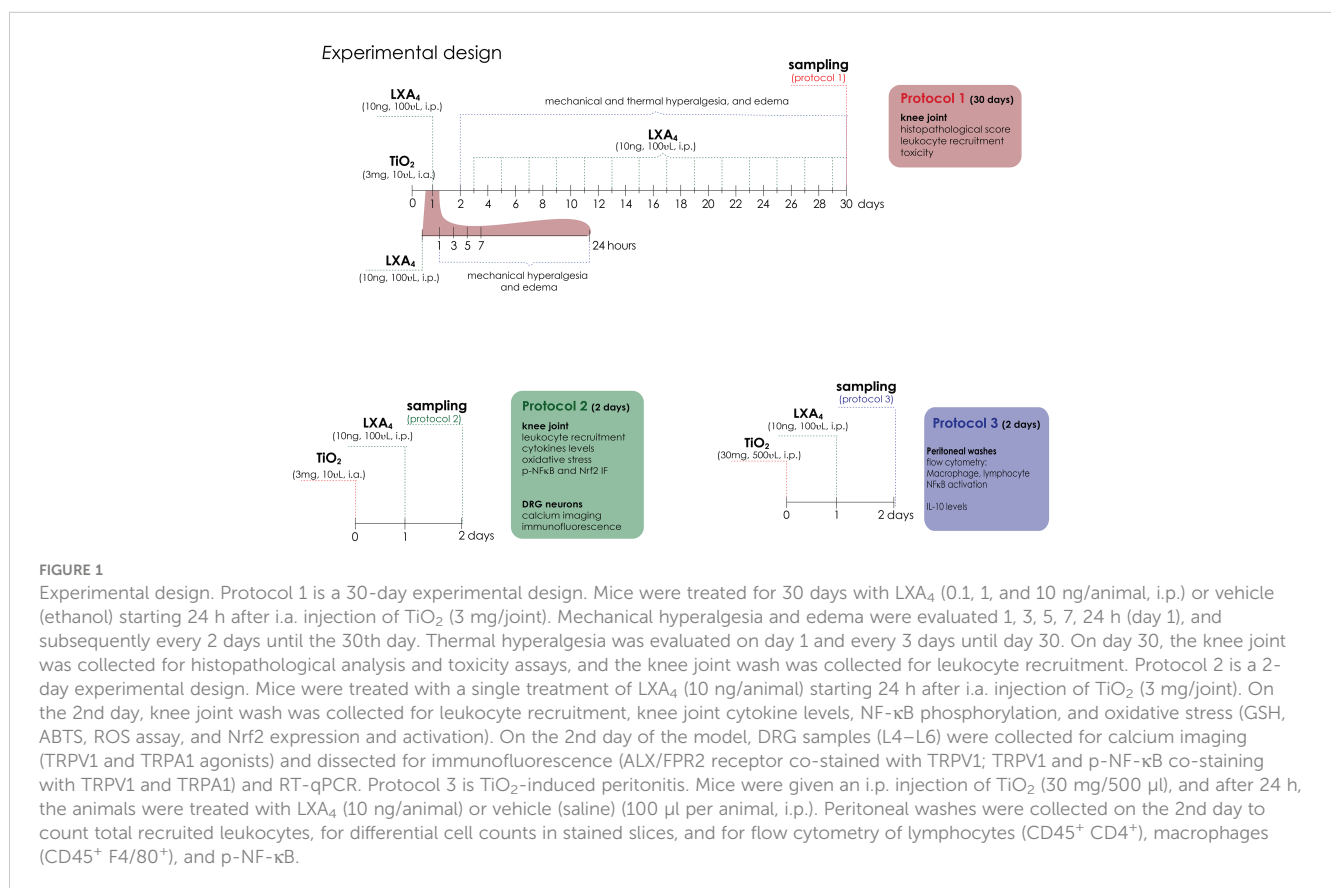 Experimental design
sampling
(protocol 1)
LXA₄
(10ng, 100υL, i.p.)
mechanical and thermal hyperalgesia, and edema
LXA₄
(10ng, 100υL, i.p.)
TiO₂
(3mg, 10υL, i.a.)
0 1 2 4 6 8 10 12 14 16 18 20 22 24 26 28 30 days
1 3 5 7 24 hours
LXA₄
(10ng, 100υL, i.p.)
mechanical hyperalgesia
and edema
Protocol 1 (30 days)
knee joint
histopathological score
leukocyte recruitment
toxicity
sampling
(protocol 2)
LXA₄
(10ng, 100υL, i.p.)
TiO₂
(3mg, 10υL, i.a.)
0 1 2 days
Protocol 2 (2 days)
knee joint
leukocyte recruitment
cytokines levels
oxidative stress
p-NFκB and Nrf2 IF
DRG neurons
calcium imaging
immunofluorescence
sampling
(protocol 3)
LXA₄
(10ng, 100υL, i.p.)
TiO₂
(30mg, 500υL, i.p.)
0 1 2 days
Protocol 3 (2 days)
Peritoneal washes
flow cytometry:
Macrophage, lymphocyte
NFκB activation
IL-10 levels
FIGURE 1
Experimental design. Protocol 1 is a 30-day experimental design. Mice were treated for 30 days with LXA₄ (0.1, 1, and 10 ng/animal, i.p.) or vehicle
(ethanol) starting 24 h after i.a. injection of TiO₂ (3 mg/joint). Mechanical hyperalgesia and edema were evaluated 1, 3, 5, 7, 24 h (day 1), and
subsequently every 2 days until the 30th day. Thermal hyperalgesia was evaluated on day 1 and every 3 days until day 30. On day 30, the knee joint
was collected for histopathological analysis and toxicity assays, and the knee joint wash was collected for leukocyte recruitment. Protocol 2 is a 2-
day experimental design. Mice were treated with a single treatment of LXA₄ (10 ng/animal) starting 24 h after i.a. injection of TiO₂ (3 mg/joint). On
the 2nd day, knee joint wash was collected for leukocyte recruitment, knee joint cytokine levels, NF-κB phosphorylation, and oxidative stress (GSH,
ABTS, ROS assay, and Nrf2 expression and activation). On the 2nd day of the model, DRG samples (L4–L6) were collected for calcium imaging
(TRPV1 and TRPA1 agonists) and dissected for immunofluorescence (ALX/FPR2 receptor co-stained with TRPV1; TRPV1 and p-NF-κB co-staining
with TRPV1 and TRPA1) and RT-qPCR. Protocol 3 is TiO₂-induced peritonitis. Mice were given an i.p. injection of TiO₂ (30 mg/500 µl), and after 24 h,
the animals were treated with LXA₄ (10 ng/animal) or vehicle (saline) (100 µl per animal, i.p.). Peritoneal washes were collected on the 2nd day to
count total recruited leukocytes, for differential cell counts in stained slices, and for flow cytometry of lymphocytes (CD45⁺ CD4⁺), macrophages
(CD45⁺ F4/80⁺), and p-NF-κB.